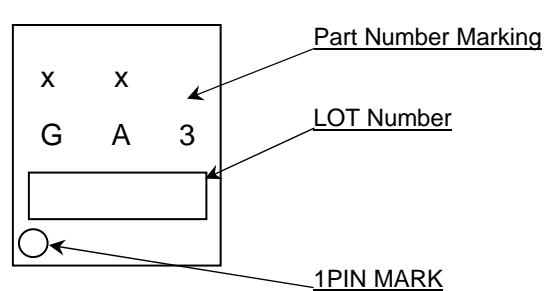 Part Number Marking
x x
LOT Number
G A 3
1PIN MARK